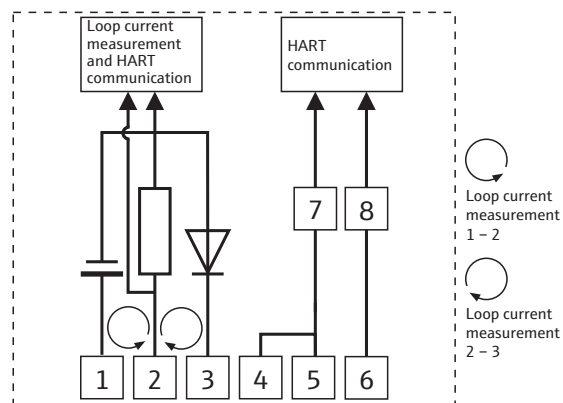 Loop current
measurement
and HART
communication
HART
communication
7
8
Loop current
measurement
1 – 2
Loop current
measurement
2 – 3
1
2
3
4
5
6